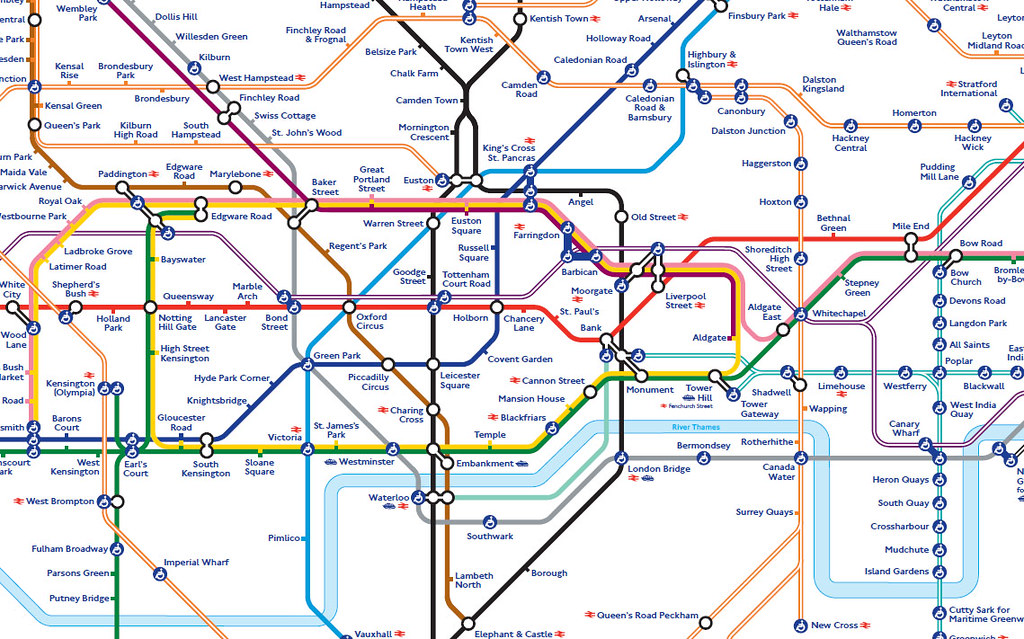 Wembley
Park
Dollis Hill
Willesden Green
Hampstead
Heath
Hampstead
Kentish Town
Arsenal
Finsbury Park
Hale
Central
Leyton
Walthamstow
Queen's Road
Leyton
Midland Road
Central
Finchley Road
& Frognal
Belsize Park
Kentish
Town West
Holloway Road
Highbury &
Islington
Kilburn
West Hampstead
Chalk Farm
Caledonian Road
Kensal
Rise
Brondesbury
Park
Brondesbury
Finchley Road
Camden Town
Camden
Road
Caledonian
Road &
Barnsbury
Canonbury
Dalston
Kingsland
Stratford
International
Kensal Green
Queen's Park
Kilburn
High Road
South
Hampstead
Swiss Cottage
St. John's Wood
Mornington
Crescent
King's Cross
St. Pancras
Dalston Junction
Hackney
Central
Homerton
Hackney
Wick
Haggerston
Pudding
Mill Lane
Maida Vale
Warwick Avenue
Paddington
Edgware
Road
Marylebone
Baker
Street
Great
Portland
Street
Euston
Angel
Old Street
Hoxton
Royal Oak
Westbourne Park
Edgware Road
Warren Street
Euston
Square
Farringdon
Bethnal
Green
Mile End
Bow Road
Ladbroke Grove
Latimer Road
Bayswater
Regent's Park
Russell
Square
Barbican
Shoreditch
High
Street
Bow
Church
Bromley-
by-Bow
White
City
Shepherd's
Bush
Holland
Park
Queensway
Notting
Hill Gate
Lancaster
Gate
Marble
Arch
Bond
Street
Oxford
Circus
Goodge
Street
Tottenham
Court Road
Holborn
Chancery
Lane
St. Paul's
Bank
Moorgate
Liverpool
Street
Aldgate
East
Aldgate
Whitechapel
Stepney
Green
Devons Road
Langdon Park
All Saints
Poplar
Wood
Lane
High Street
Kensington
Green Park
Hyde Park Corner
Knightsbridge
Piccadilly
Circus
Leicester
Square
Covent Garden
Cannon Street
Mansion House
Blackfriars
Monument
Tower
Hill
Fenchurch Street
Tower
Gateway
Shadwell
Limehouse
Westferry
Blackwall
Kensington
(Olympia)
Barons
Court
Gloucester
Road
Victoria
St. James's
Park
Charing
Cross
Temple
River Thames
Wapping
Rotherhithe
West India
Quay
Canary
Wharf
West
Kensington
Earl's
Court
South
Kensington
Sloane
Square
Westminster
Embankment
Bermondsey
London Bridge
Canada
Water
Heron Quays
West Brompton
Waterloo
Southwark
Surrey Quays
South Quay
Crossharbour
Mudchute
Island Gardens
Fulham Broadway
Imperial Wharf
Parsons Green
Putney Bridge
Pimlico
Lambeth
North
Borough
Vauxhall
Elephant & Castle
Queen's Road Peckham
New Cross
Cutty Sark for
Maritime Greenwich
Greenwich